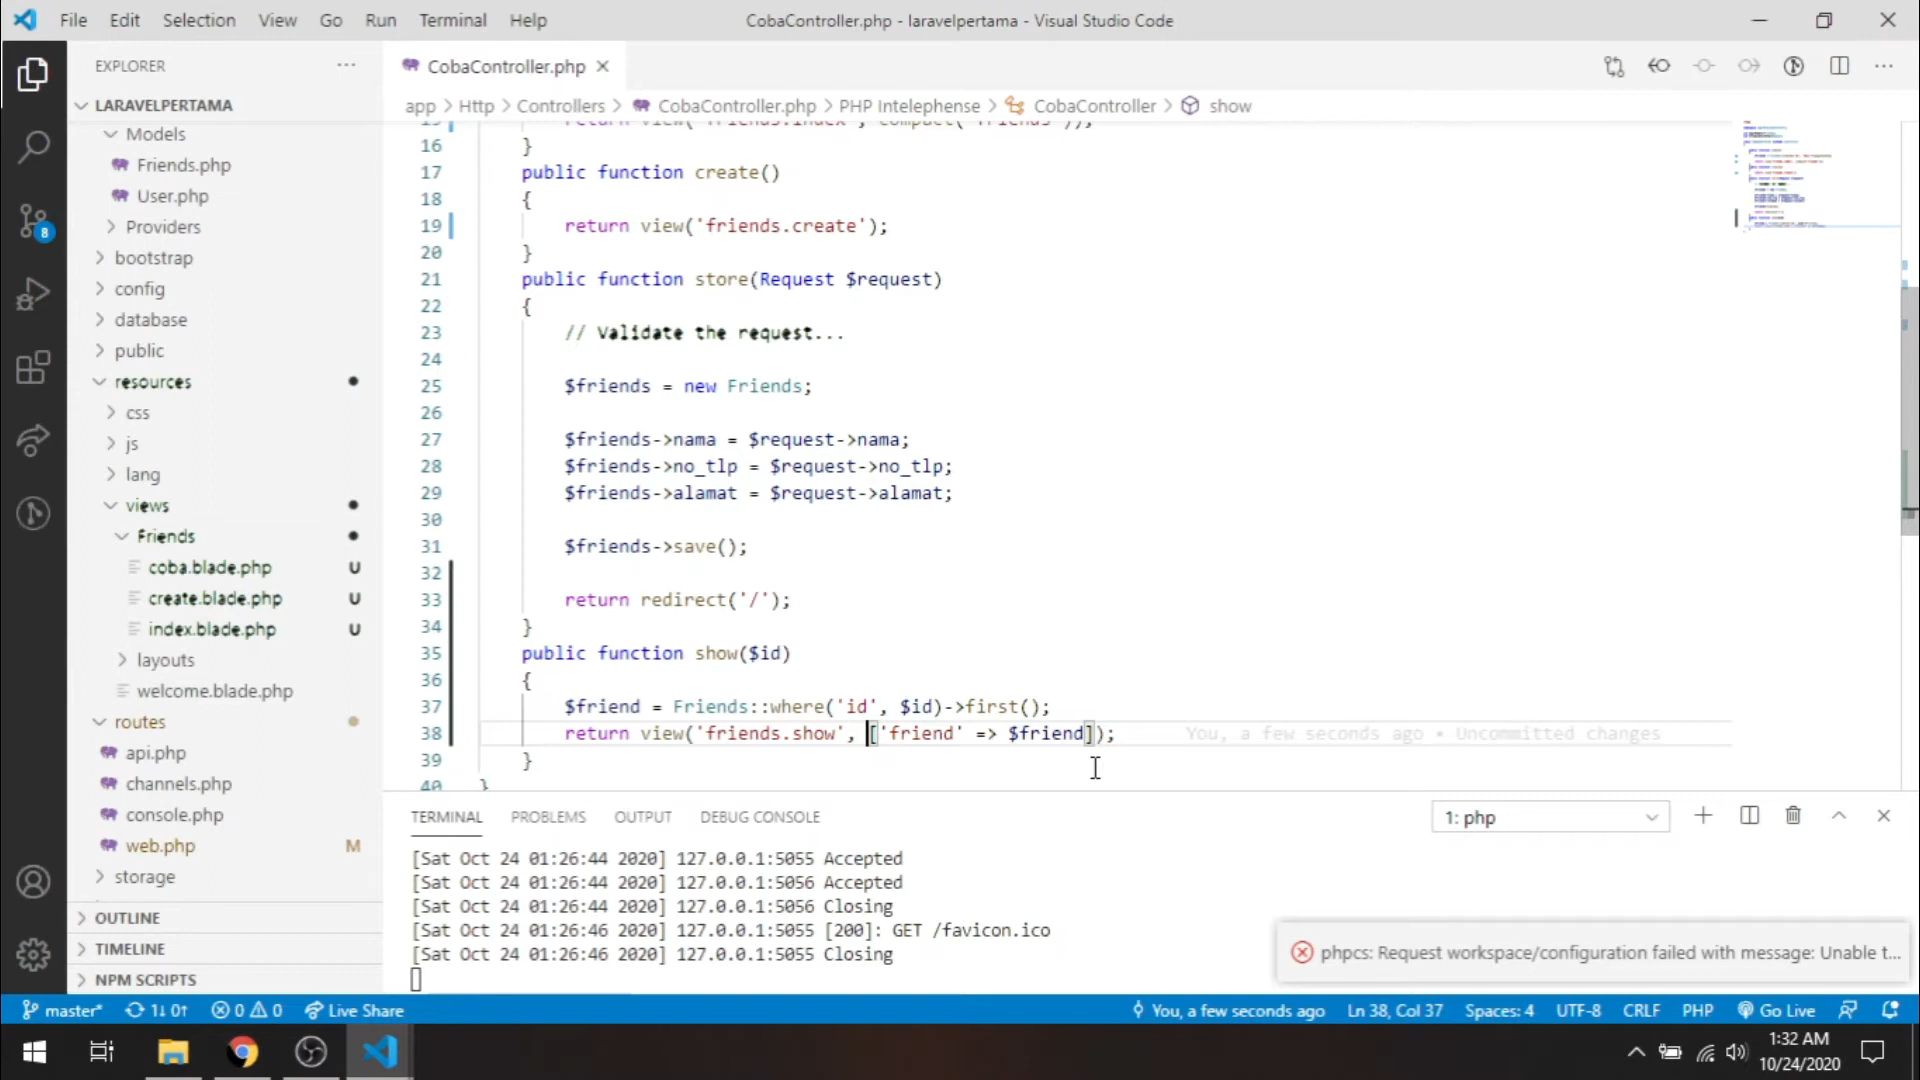 File Edit Selection View Go Run Terminal Help CobaController.php - laravelpertama - Visual Studio Code
EXPLORER ...
CobaController.php
LARAVELPERTAMA
app > Http > Controllers > CobaController.php > PHP Intelephense > CobaController > show
Models
Friends.php
User.php
Providers
bootstrap
config
database
public
resources
css
js
lang
views
Friends
coba.blade.php U
create.blade.php U
index.blade.php U
layouts
welcome.blade.php
routes
api.php
channels.php
console.php
web.php M
storage
OUTLINE
TIMELINE
NPM SCRIPTS
15 return view('friends.index', compact('friends'));
16 }
17 public function create()
18 {
19 return view('friends.create');
20 }
21 public function store(Request $request)
22 {
23 // Validate the request...
24
25 $friends = new Friends;
26
27 $friends->nama = $request->nama;
28 $friends->no_tlp = $request->no_tlp;
29 $friends->alamat = $request->alamat;
30
31 $friends->save();
32
33 return redirect('/');
34 }
35 public function show($id)
36 {
37 $friend = Friends::where('id', $id)->first();
38 return view('friends.show', ['friend' => $friend]); You, a few seconds ago • Uncommitted changes
39 }
40 }
TERMINAL PROBLEMS OUTPUT DEBUG CONSOLE 1: php
[Sat Oct 24 01:26:44 2020] 127.0.0.1:5055 Accepted
[Sat Oct 24 01:26:44 2020] 127.0.0.1:5056 Accepted
[Sat Oct 24 01:26:44 2020] 127.0.0.1:5056 Closing
[Sat Oct 24 01:26:46 2020] 127.0.0.1:5055 [200]: GET /favicon.ico
[Sat Oct 24 01:26:46 2020] 127.0.0.1:5055 Closing
phpcs: Request workspace/configuration failed with message: Unable t...
8
master* 1↓ 0↑ 0 0 Live Share You, a few seconds ago Ln 38, Col 37 Spaces: 4 UTF-8 CRLF PHP Go Live
1:32 AM
10/24/2020